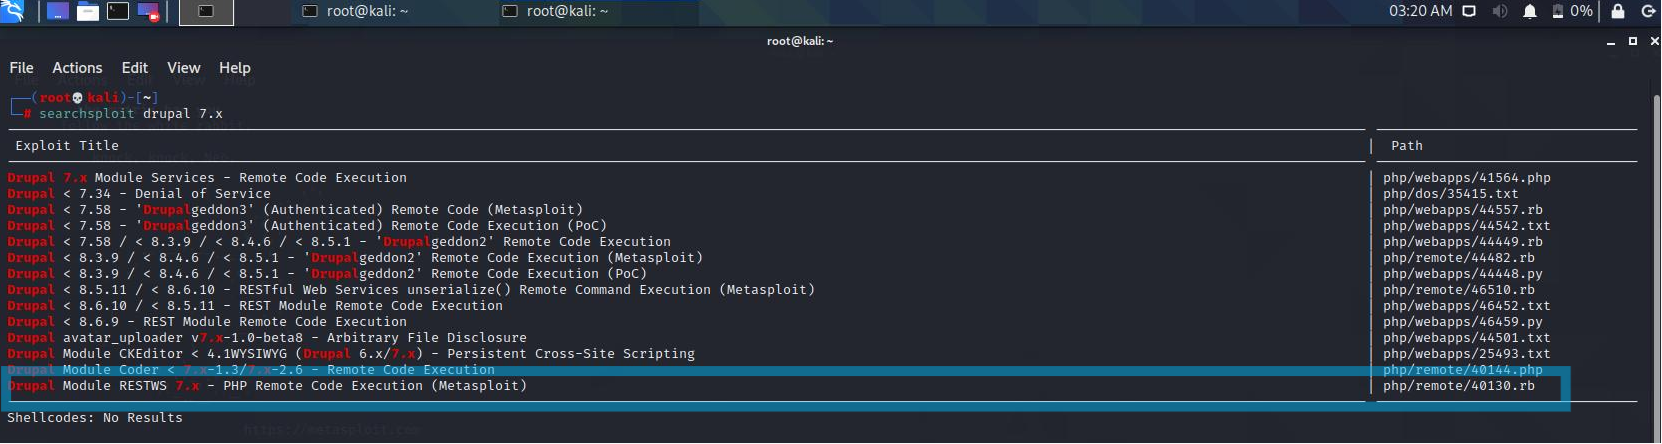 root@kali: ~
root@kali: ~
03:20 AM
0%
root@kali: ~
File Actions Edit View Help
(root💀kali)-[~]
# searchsploit drupal 7.x
Exploit Title | Path
Drupal 7.x Module Services - Remote Code Execution | php/webapps/41564.php
Drupal < 7.34 - Denial of Service | php/dos/35415.txt
Drupal < 7.58 - 'Drupalgeddon3' (Authenticated) Remote Code (Metasploit) | php/webapps/44557.rb
Drupal < 7.58 - 'Drupalgeddon3' (Authenticated) Remote Code Execution (PoC) | php/webapps/44542.txt
Drupal < 7.58 / < 8.3.9 / < 8.4.6 / < 8.5.1 - 'Drupalgeddon2' Remote Code Execution | php/webapps/44449.rb
Drupal < 8.3.9 / < 8.4.6 / < 8.5.1 - 'Drupalgeddon2' Remote Code Execution (Metasploit) | php/remote/44482.rb
Drupal < 8.3.9 / < 8.4.6 / < 8.5.1 - 'Drupalgeddon2' Remote Code Execution (PoC) | php/webapps/44448.py
Drupal < 8.5.11 / < 8.6.10 - RESTful Web Services unserialize() Remote Command Execution (Metasploit) | php/remote/46510.rb
Drupal < 8.6.10 / < 8.5.11 - REST Module Remote Code Execution | php/webapps/46452.txt
Drupal < 8.6.9 - REST Module Remote Code Execution | php/webapps/46459.py
Drupal avatar_uploader v7.x-1.0-beta8 - Arbitrary File Disclosure | php/webapps/44501.txt
Drupal Module CKEditor < 4.1WYSIWYG (Drupal 6.x/7.x) - Persistent Cross-Site Scripting | php/webapps/25493.txt
Drupal Module Coder < 7.x-1.3/7.x-2.6 - Remote Code Execution | php/remote/40144.php
Drupal Module RESTWS 7.x - PHP Remote Code Execution (Metasploit) | php/remote/40130.rb
Shellcodes: No Results
https://metasploit.com